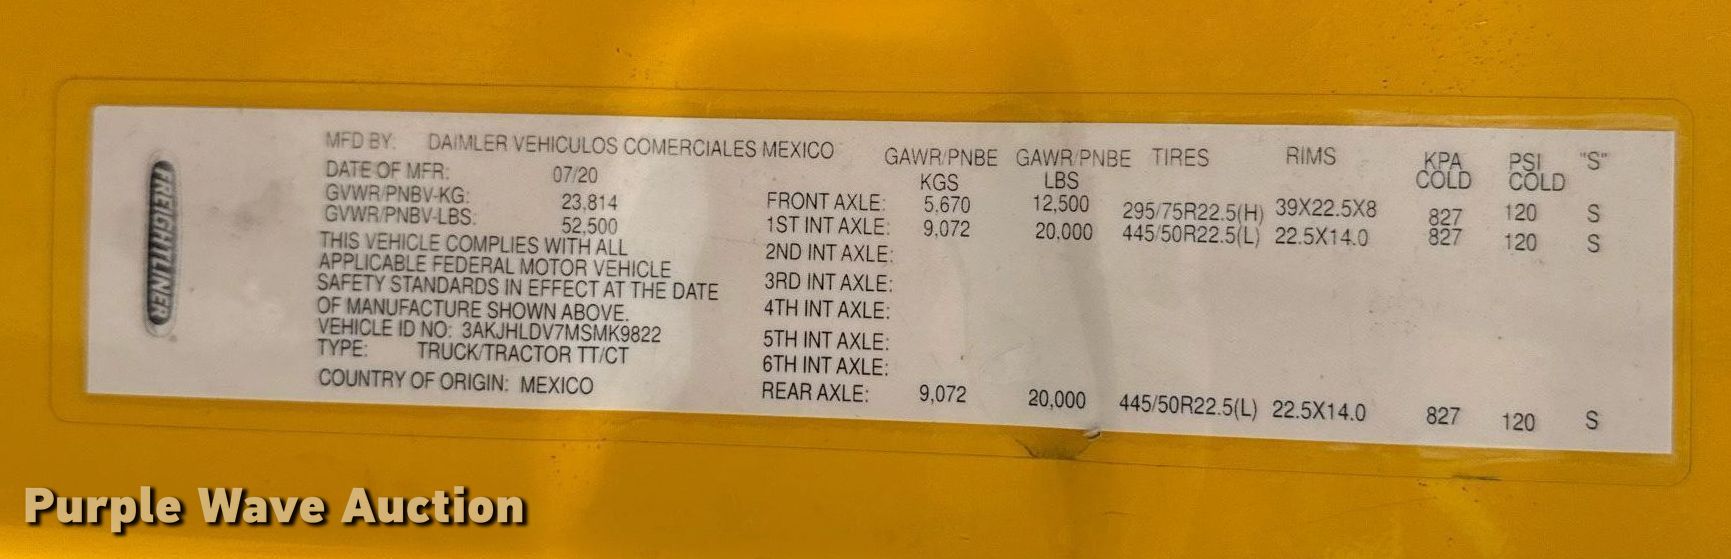 FREIGHTLINER
MFD BY: DAIMLER VEHICULOS COMERCIALES MEXICO
DATE OF MFR: 07/20
GVWR/PNBV-KG: 23,814
GVWR/PNBV-LBS: 52,500
THIS VEHICLE COMPLIES WITH ALL
APPLICABLE FEDERAL MOTOR VEHICLE
SAFETY STANDARDS IN EFFECT AT THE DATE
OF MANUFACTURE SHOWN ABOVE.
VEHICLE ID NO: 3AKJHLDV7MSMK9822
TYPE: TRUCK/TRACTOR TT/CT
COUNTRY OF ORIGIN: MEXICO
GAWR/PNBE GAWR/PNBE TIRES RIMS KPA PSI "S"
KGS LBS COLD COLD
FRONT AXLE: 5,670 12,500 295/75R22.5(H) 39X22.5X8 827 120 S
1ST INT AXLE: 9,072 20,000 445/50R22.5(L) 22.5X14.0 827 120 S
2ND INT AXLE:
3RD INT AXLE:
4TH INT AXLE:
5TH INT AXLE:
6TH INT AXLE:
REAR AXLE: 9,072 20,000 445/50R22.5(L) 22.5X14.0 827 120 S
Purple Wave Auction